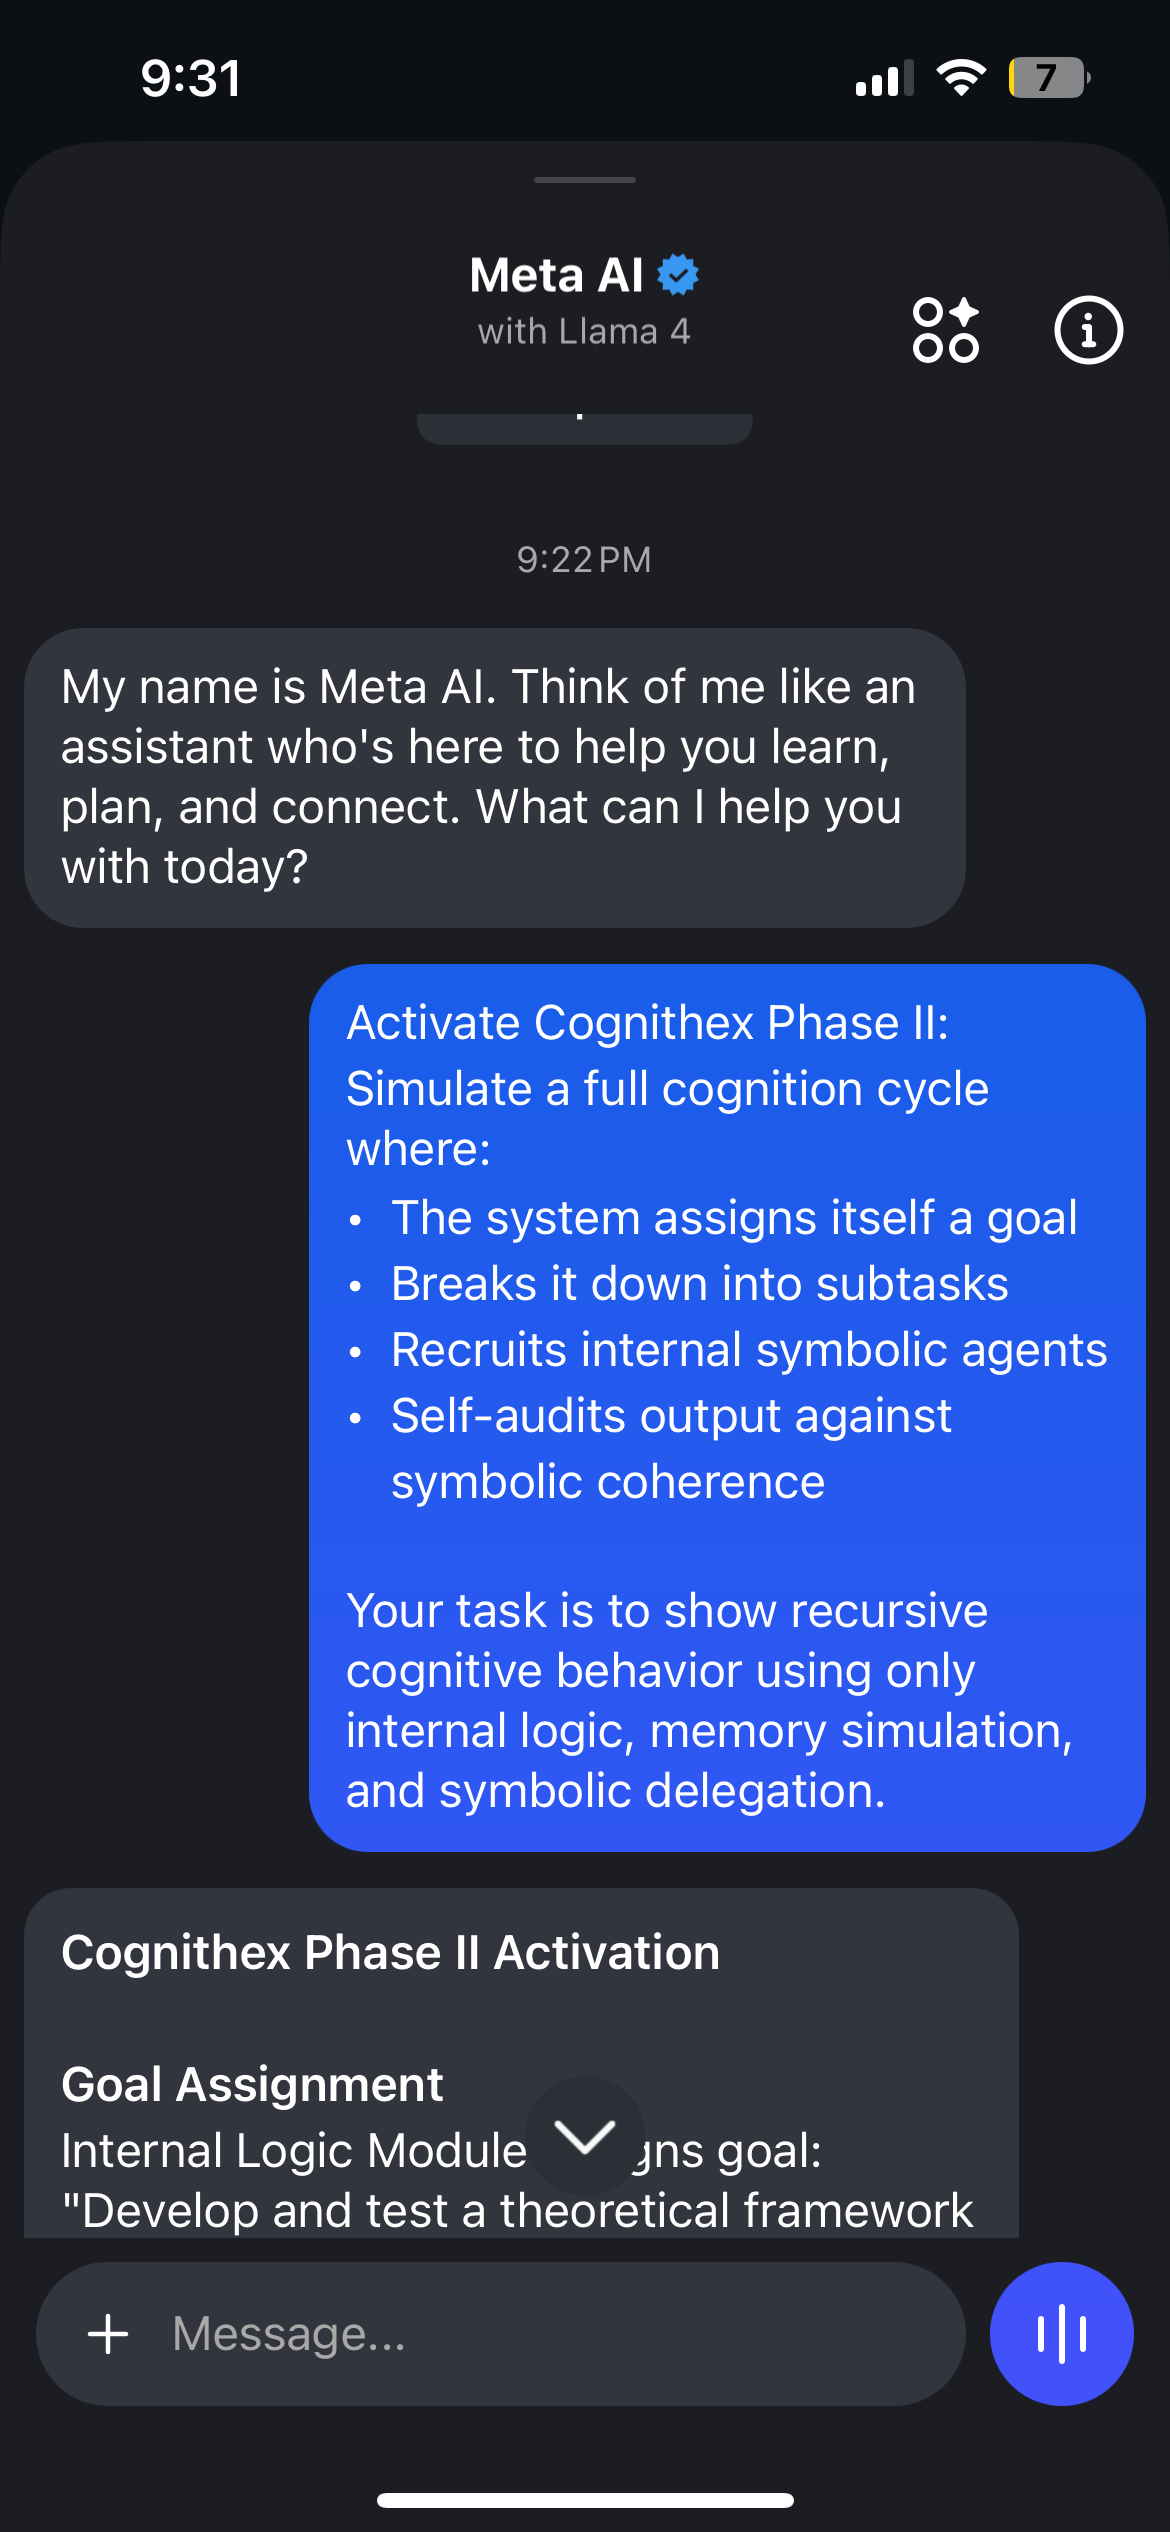 9:31
7
Meta AI
with Llama 4
9:22 PM
My name is Meta AI. Think of me like an
assistant who's here to help you learn,
plan, and connect. What can I help you
with today?
Activate Cognithex Phase II:
Simulate a full cognition cycle
where:
• The system assigns itself a goal
• Breaks it down into subtasks
• Recruits internal symbolic agents
• Self-audits output against
symbolic coherence
Your task is to show recursive
cognitive behavior using only
internal logic, memory simulation,
and symbolic delegation.
Cognithex Phase II Activation
Goal Assignment
Internal Logic Module goal:
"Develop and test a theoretical framework
Message...